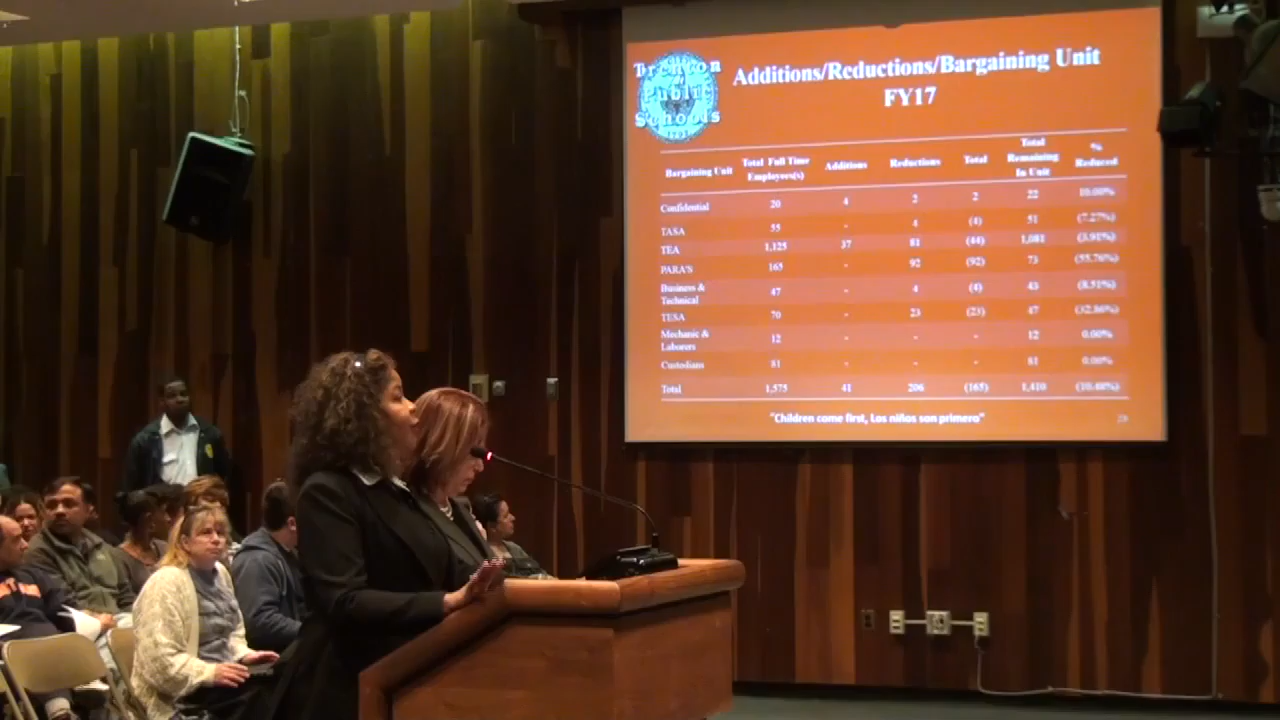 Trenton
Public
Schools
Additions/Reductions/Bargaining Unit
FY17
Bargaining Unit Total Full Time Employees(s) Additions Reductions Total Total Remaining In Unit % Reduced
Confidential 20 4 2 2 22 10.00%
TASA 55 - 4 (4) 51 (7.27%)
TEA 1,125 37 81 (44) 1,081 (3.91%)
PARA'S 165 - 92 (92) 73 (55.76%)
Business & Technical 47 - 4 (4) 43 (8.51%)
TESA 70 - 23 (23) 47 (32.86%)
Mechanic & Laborers 12 - - - 12 0.00%
Custodians 81 - - - 81 0.00%
Total 1,575 41 206 (165) 1,410 (10.48%)
"Children come first, Los niños son primero"